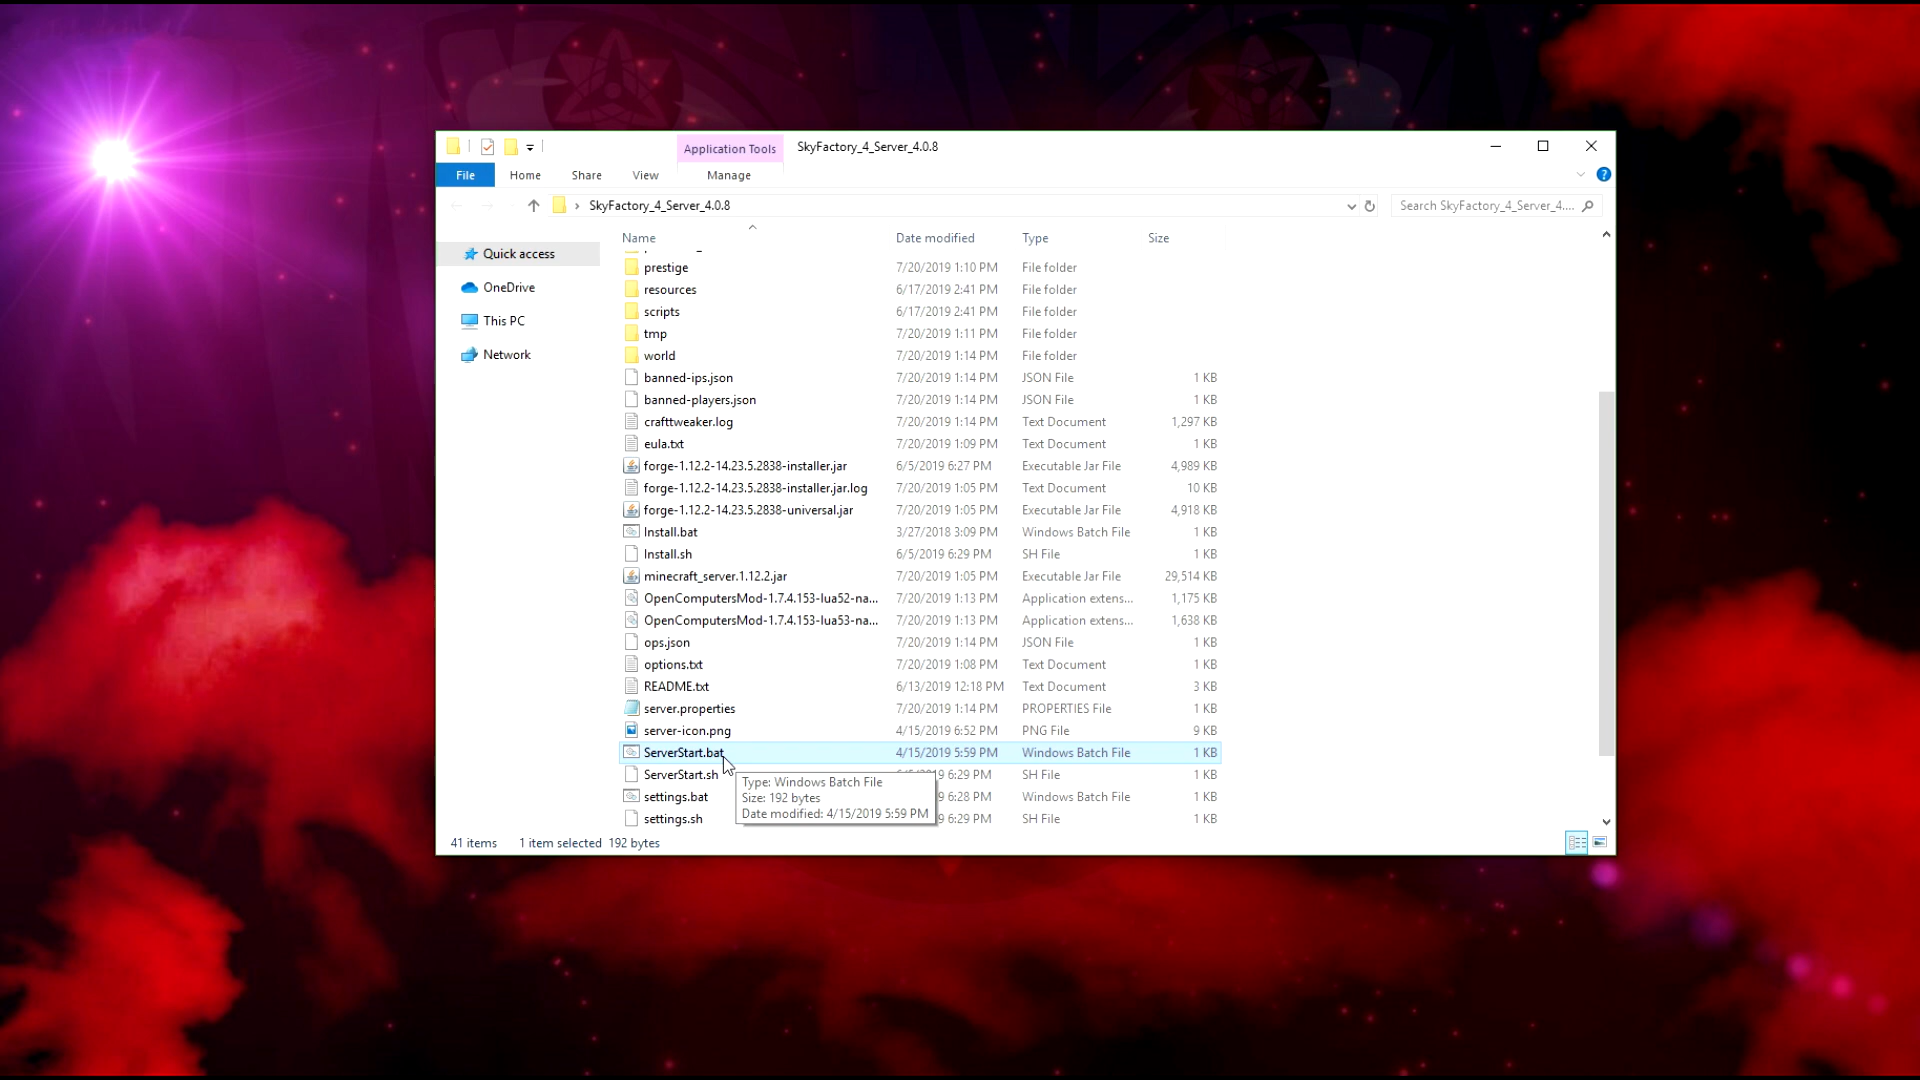 Application Tools SkyFactory_4_Server_4.0.8
File Home Share View Manage
SkyFactory_4_Server_4.0.8 Search SkyFactory_4_Server_4....
Name Date modified Type Size
Quick access
OneDrive
This PC
Network
prestige 7/20/2019 1:10 PM File folder
resources 6/17/2019 2:41 PM File folder
scripts 6/17/2019 2:41 PM File folder
tmp 7/20/2019 1:11 PM File folder
world 7/20/2019 1:14 PM File folder
banned-ips.json 7/20/2019 1:14 PM JSON File 1 KB
banned-players.json 7/20/2019 1:14 PM JSON File 1 KB
crafttweaker.log 7/20/2019 1:14 PM Text Document 1,297 KB
eula.txt 7/20/2019 1:09 PM Text Document 1 KB
forge-1.12.2-14.23.5.2838-installer.jar 6/5/2019 6:27 PM Executable Jar File 4,989 KB
forge-1.12.2-14.23.5.2838-installer.jar.log 7/20/2019 1:05 PM Text Document 10 KB
forge-1.12.2-14.23.5.2838-universal.jar 7/20/2019 1:05 PM Executable Jar File 4,918 KB
Install.bat 3/27/2018 3:09 PM Windows Batch File 1 KB
Install.sh 6/5/2019 6:29 PM SH File 1 KB
minecraft_server.1.12.2.jar 7/20/2019 1:05 PM Executable Jar File 29,514 KB
OpenComputersMod-1.7.4.153-lua52-na... 7/20/2019 1:13 PM Application extens... 1,175 KB
OpenComputersMod-1.7.4.153-lua53-na... 7/20/2019 1:13 PM Application extens... 1,638 KB
ops.json 7/20/2019 1:14 PM JSON File 1 KB
options.txt 7/20/2019 1:08 PM Text Document 1 KB
README.txt 6/13/2019 12:18 PM Text Document 3 KB
server.properties 7/20/2019 1:14 PM PROPERTIES File 1 KB
server-icon.png 4/15/2019 6:52 PM PNG File 9 KB
ServerStart.bat 4/15/2019 5:59 PM Windows Batch File 1 KB
ServerStart.sh 9 6:29 PM SH File 1 KB
settings.bat 9 6:28 PM Windows Batch File 1 KB
settings.sh 9 6:29 PM SH File 1 KB
Type: Windows Batch File
Size: 192 bytes
Date modified: 4/15/2019 5:59 PM
41 items 1 item selected 192 bytes